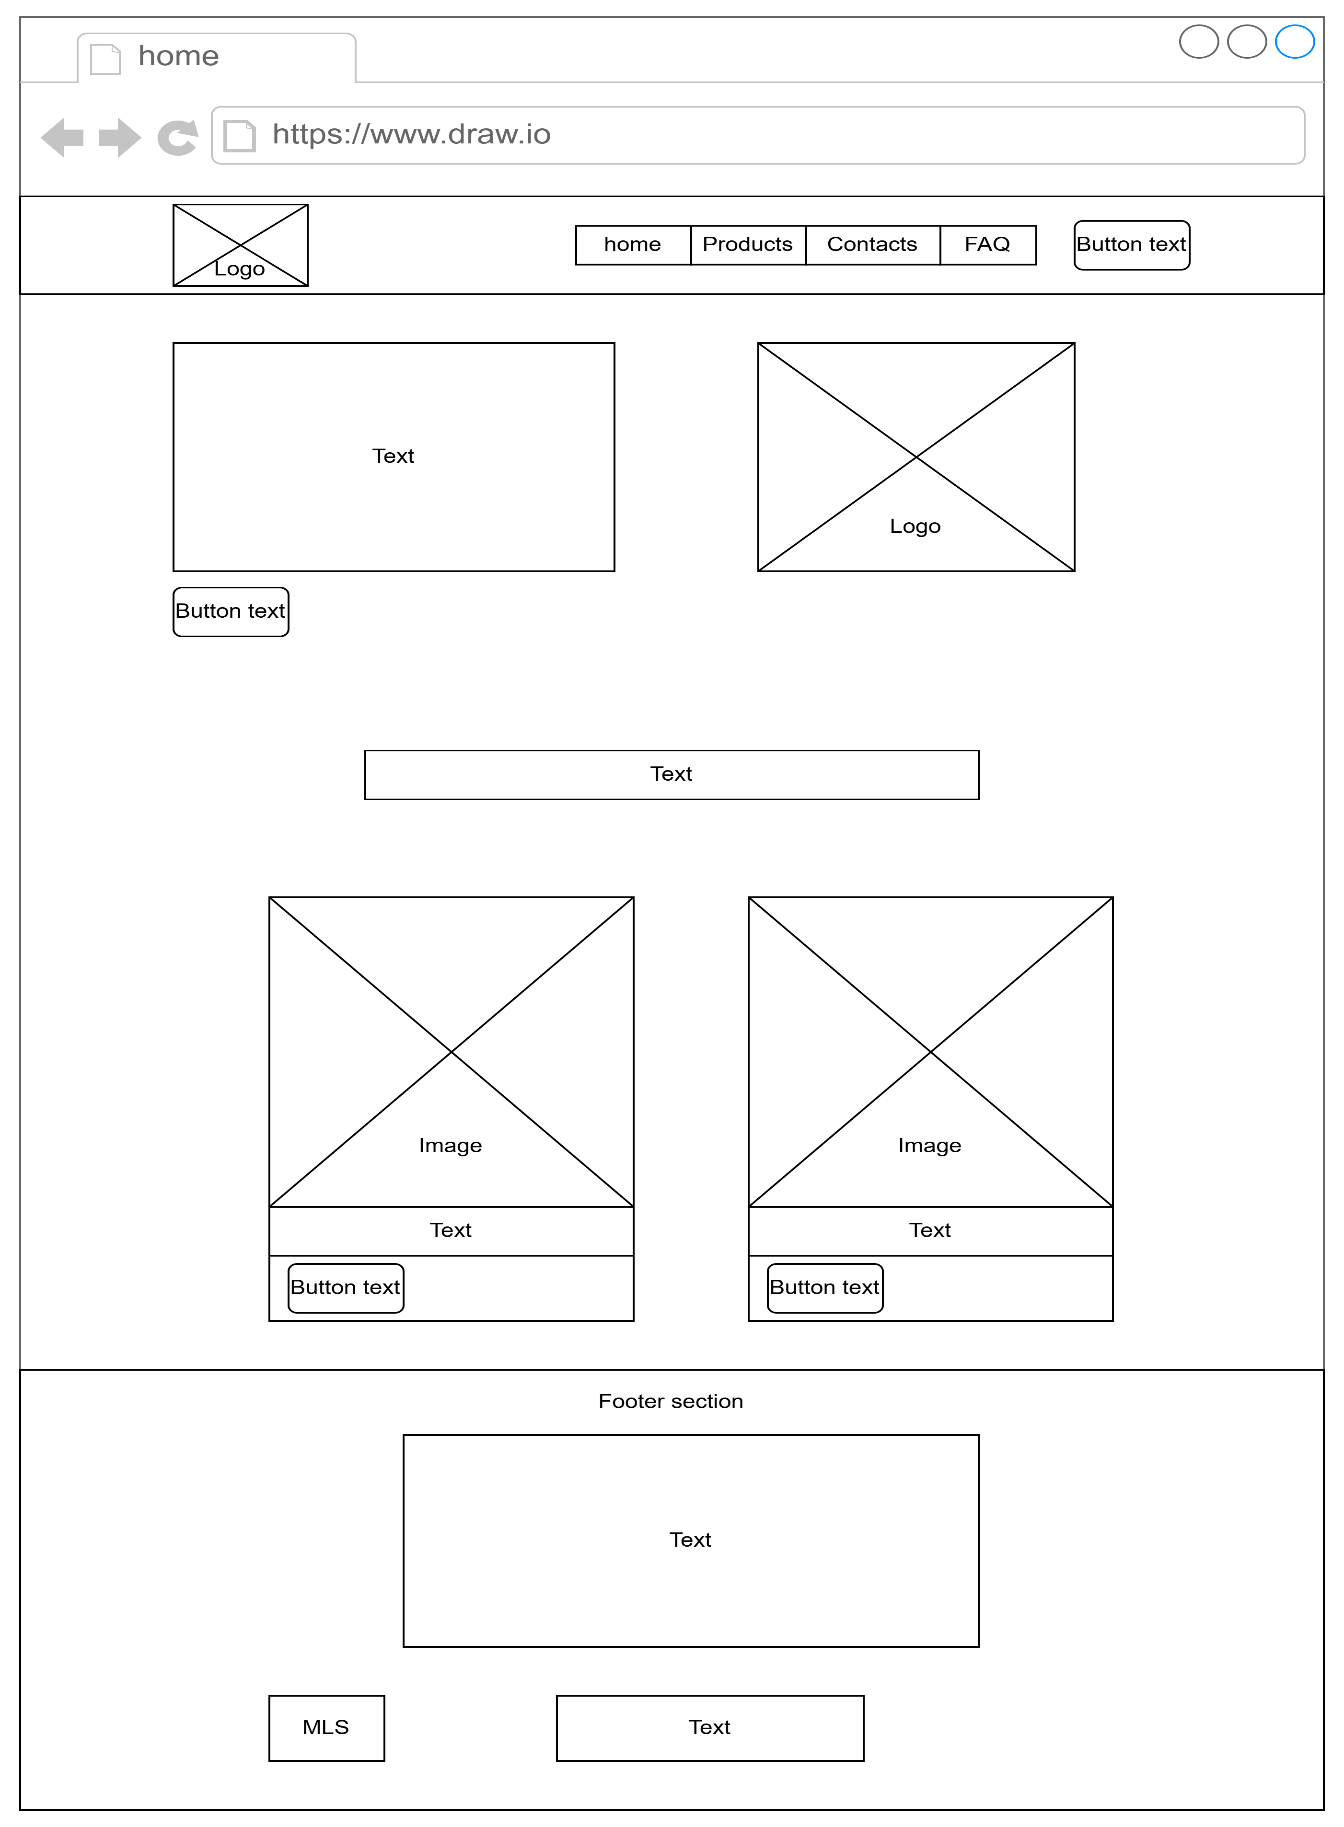 home
https://www.draw.io
Logo
home Products Contacts FAQ Button text
Text
Logo
Button text
Text
Image
Image
Text
Text
Button text
Button text
Footer section
Text
MLS
Text